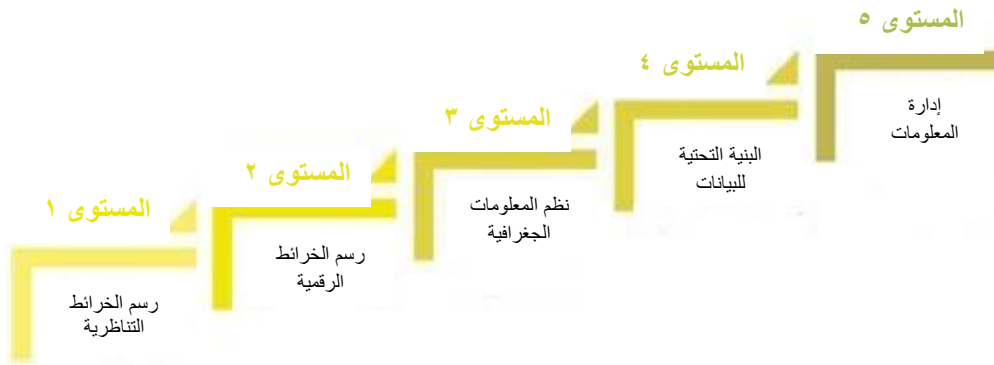 المستوى ١
رسم الخرائط
التناظرية
المستوى ٢
رسم الخرائط
الرقمية
المستوى ٣
نظم المعلومات
الجغرافية
المستوى ٤
البنية التحتية
للبيانات
المستوى ٥
إدارة
المعلومات